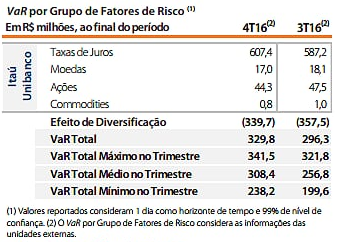 VaR por Grupo de Fatores de Risco (1)
Em R$ milhões, ao final do período 4T16(2) 3T16(2)
Itaú Unibanco
Taxas de Juros 607,4 587,2
Moedas 17,0 18,1
Ações 44,3 47,5
Commodities 0,8 1,0
Efeito de Diversificação (339,7) (357,5)
VaR Total 329,8 296,3
VaR Total Máximo no Trimestre 341,5 321,8
VaR Total Médio no Trimestre 308,4 256,8
VaR Total Mínimo no Trimestre 238,2 199,6
(1) Valores reportados consideram 1 dia como horizonte de tempo e 99% de nível de
confiança. (2) O VaR por Grupo de Fatores de Risco considera as informações das
unidades externas.